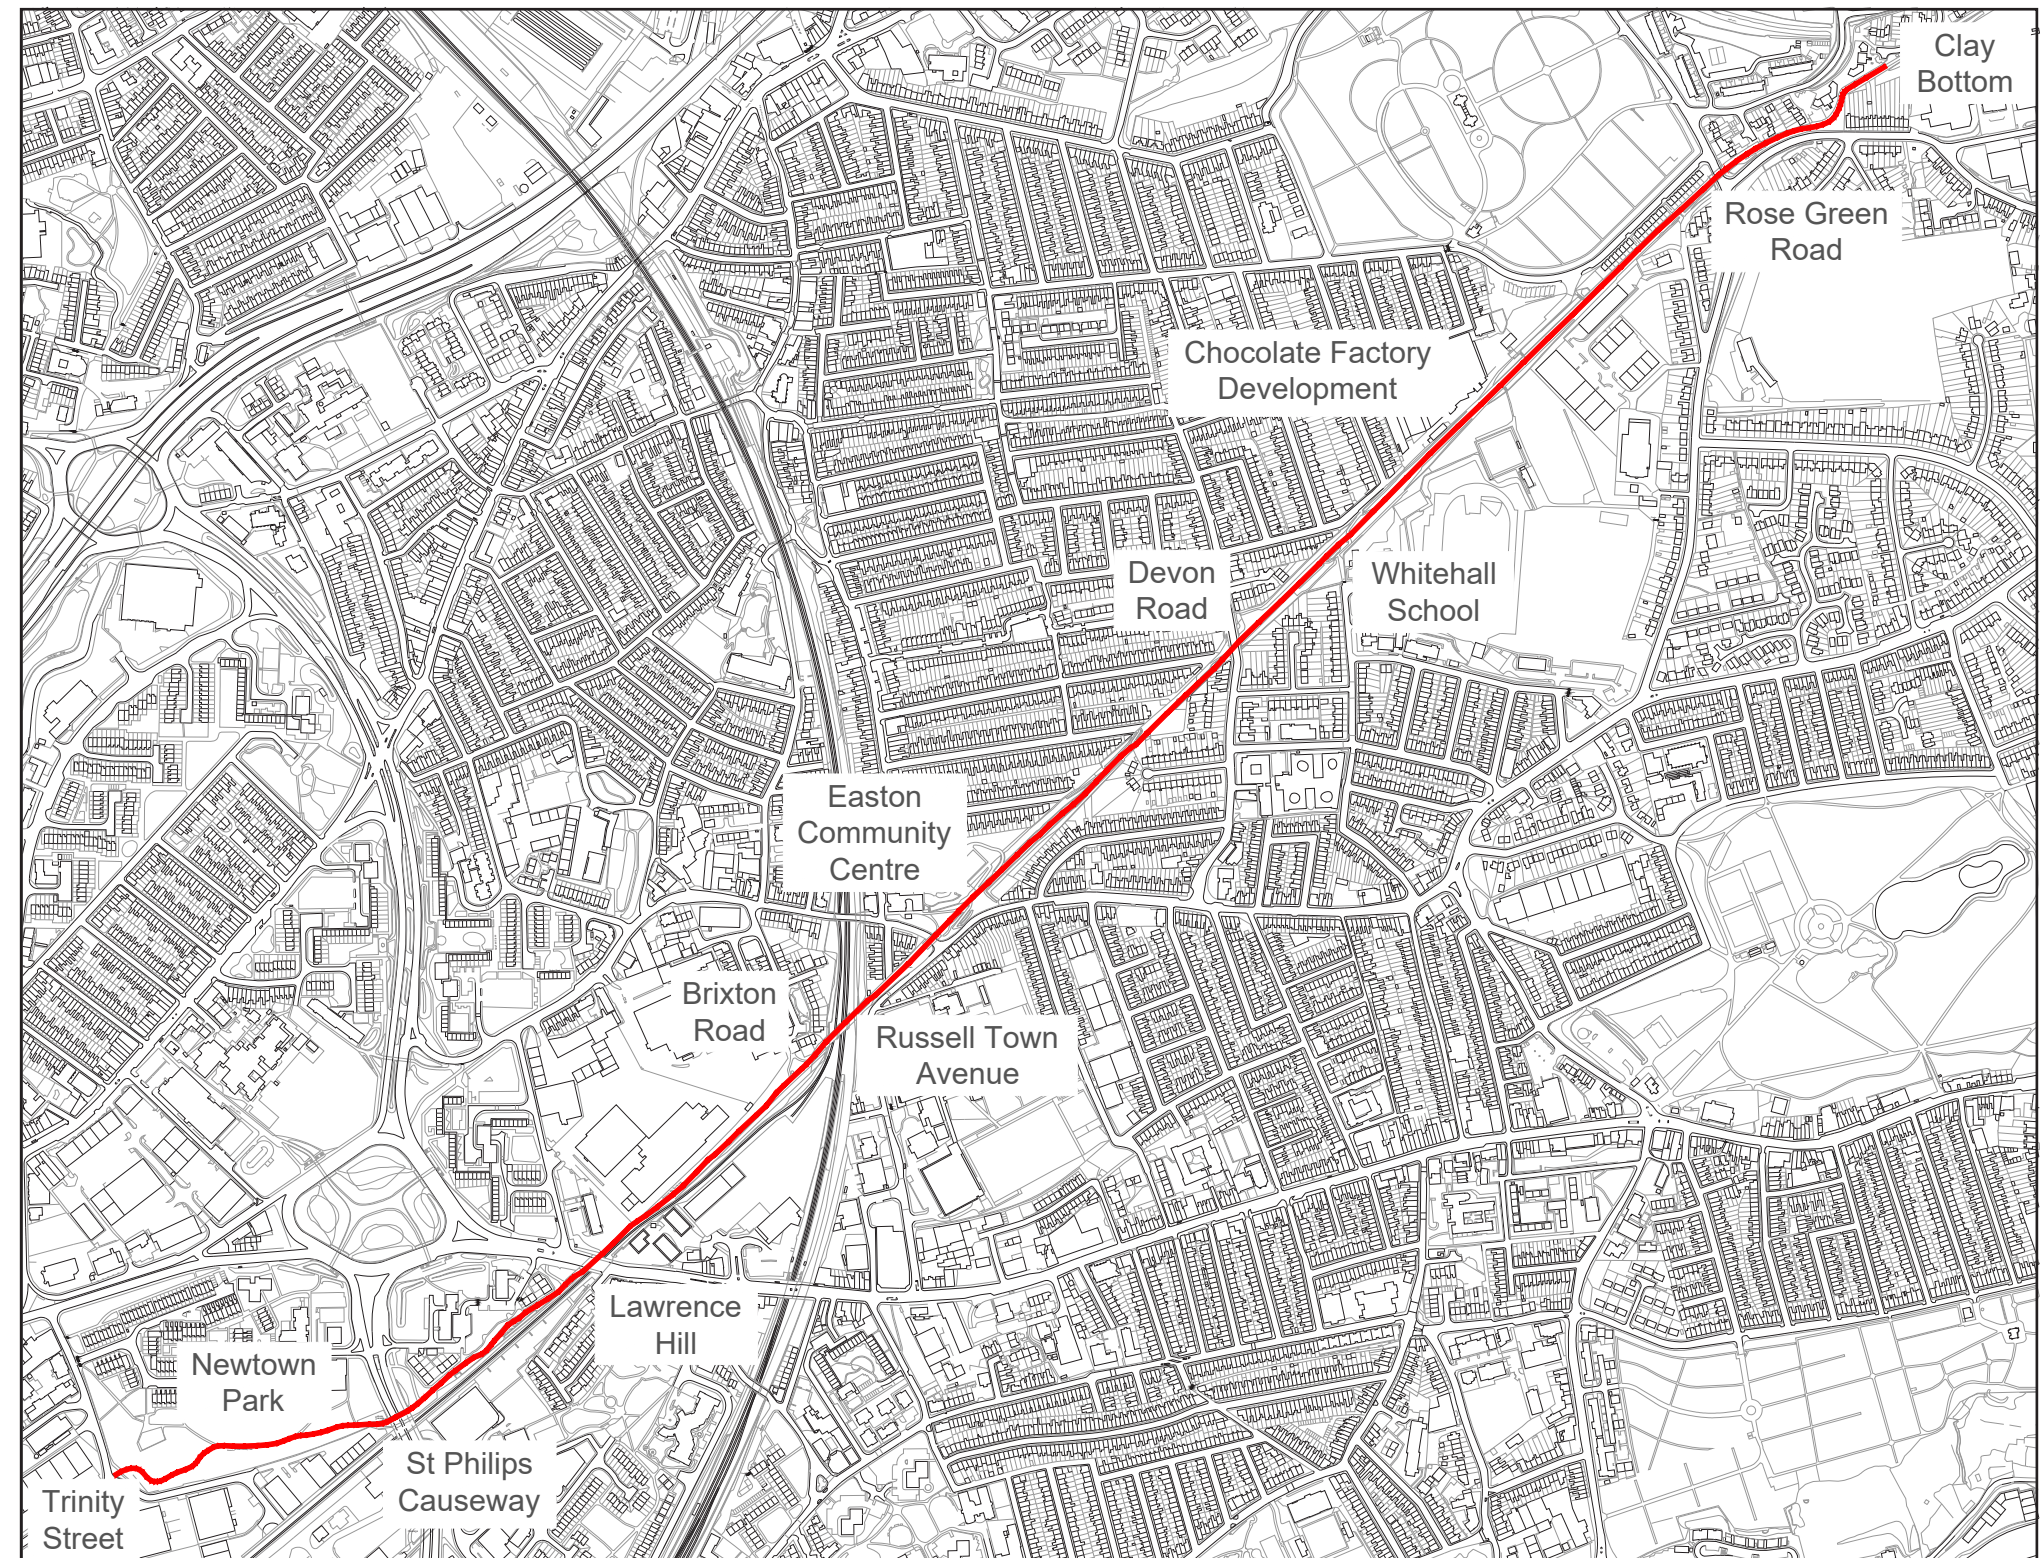 Clay
Bottom
Rose Green
Road
Chocolate Factory
Development
Devon
Road
Whitehall
School
Easton
Community
Centre
Brixton
Road
Russell Town
Avenue
Lawrence
Hill
Newtown
Park
St Philips
Causeway
Trinity
Street